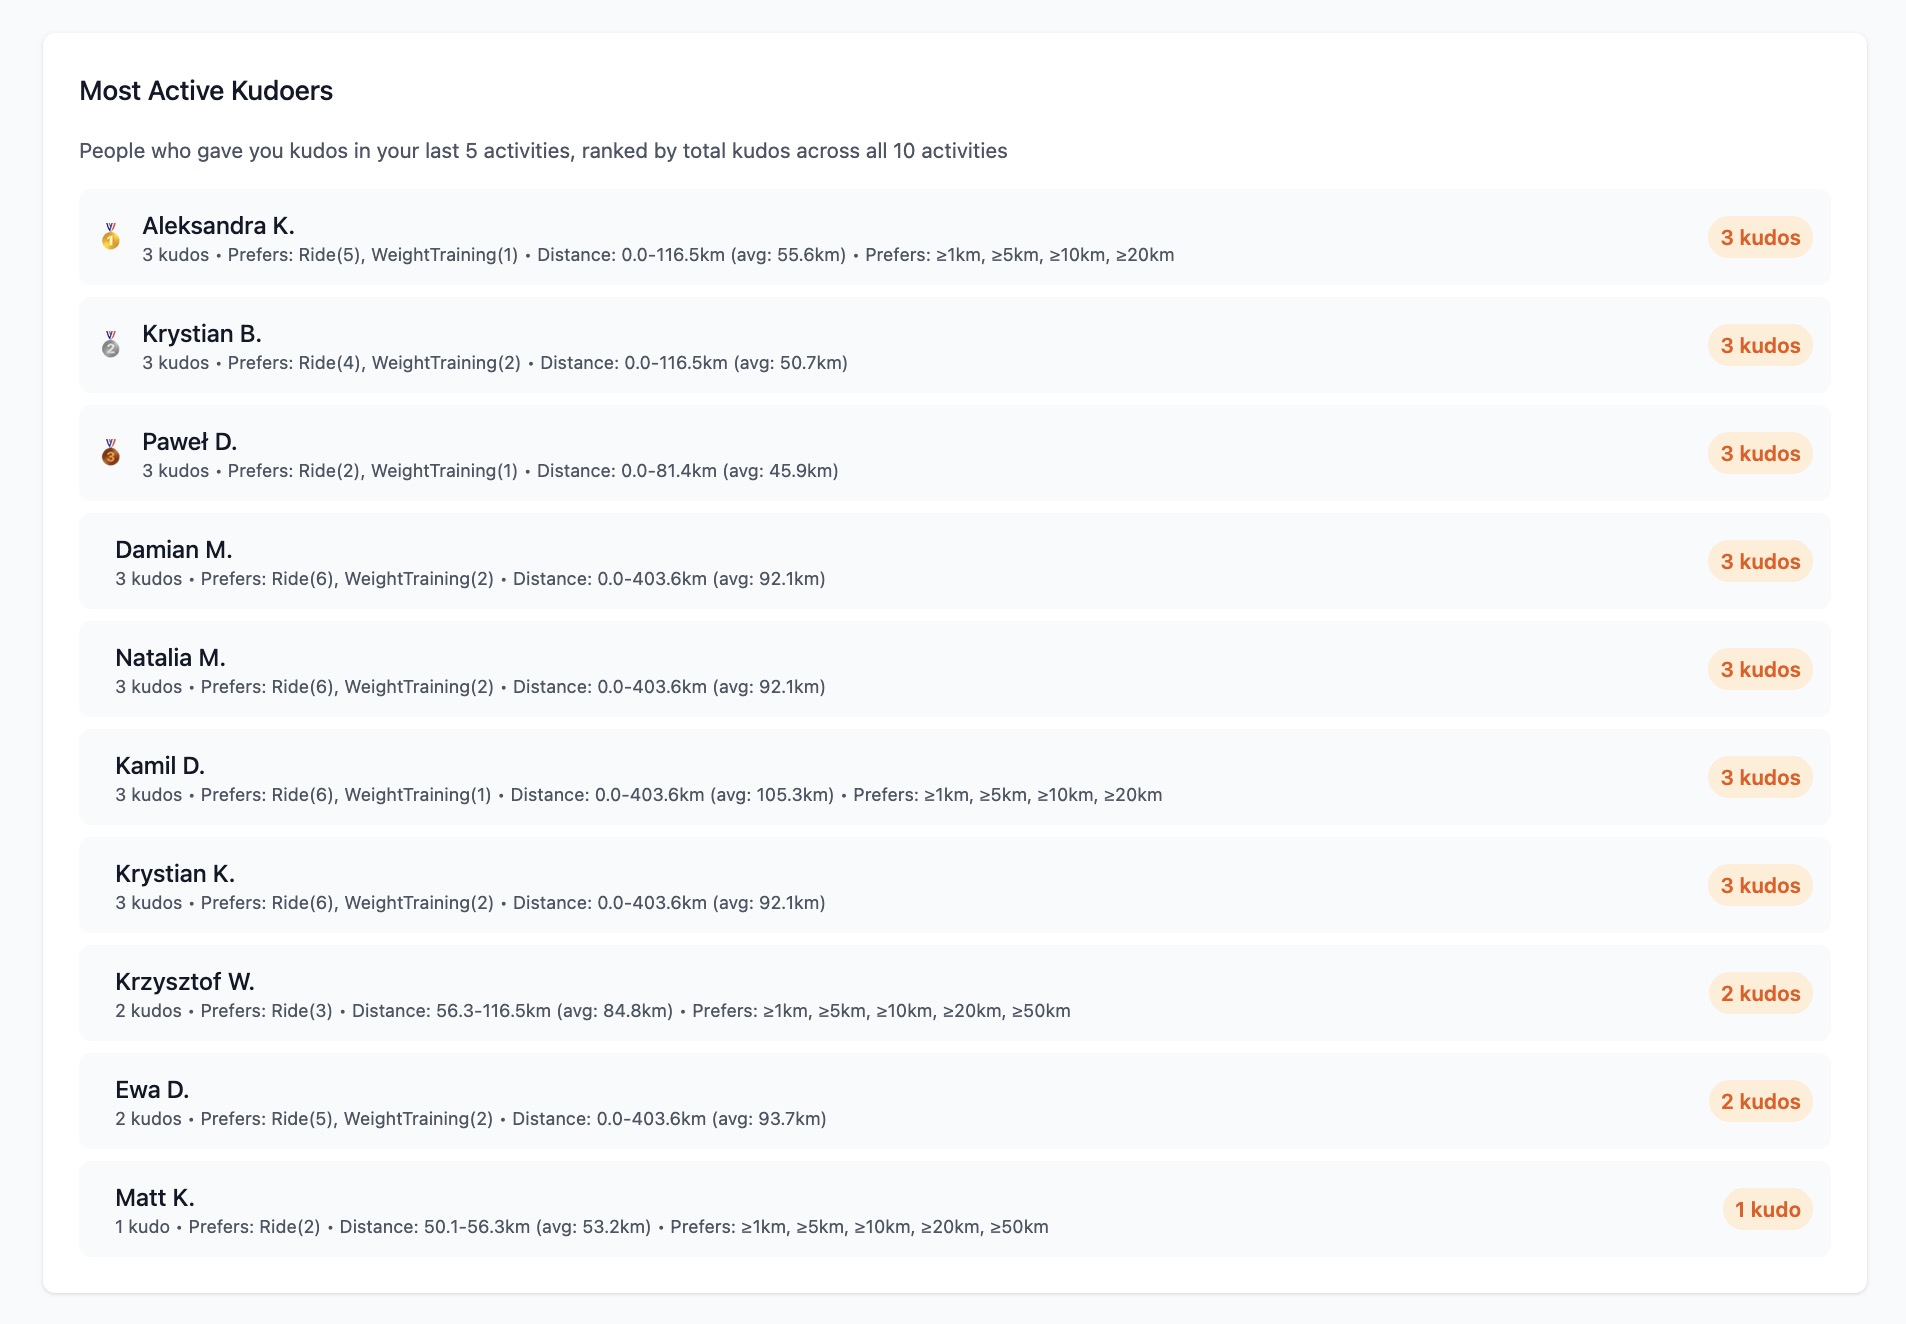 Most Active Kudoers
People who gave you kudos in your last 5 activities, ranked by total kudos across all 10 activities
1
Aleksandra K.
3 kudos • Prefers: Ride(5), WeightTraining(1) • Distance: 0.0-116.5km (avg: 55.6km) • Prefers: ≥1km, ≥5km, ≥10km, ≥20km
3 kudos
2
Krystian B.
3 kudos • Prefers: Ride(4), WeightTraining(2) • Distance: 0.0-116.5km (avg: 50.7km)
3 kudos
3
Paweł D.
3 kudos • Prefers: Ride(2), WeightTraining(1) • Distance: 0.0-81.4km (avg: 45.9km)
3 kudos
Damian M.
3 kudos • Prefers: Ride(6), WeightTraining(2) • Distance: 0.0-403.6km (avg: 92.1km)
3 kudos
Natalia M.
3 kudos • Prefers: Ride(6), WeightTraining(2) • Distance: 0.0-403.6km (avg: 92.1km)
3 kudos
Kamil D.
3 kudos • Prefers: Ride(6), WeightTraining(1) • Distance: 0.0-403.6km (avg: 105.3km) • Prefers: ≥1km, ≥5km, ≥10km, ≥20km
3 kudos
Krystian K.
3 kudos • Prefers: Ride(6), WeightTraining(2) • Distance: 0.0-403.6km (avg: 92.1km)
3 kudos
Krzysztof W.
2 kudos • Prefers: Ride(3) • Distance: 56.3-116.5km (avg: 84.8km) • Prefers: ≥1km, ≥5km, ≥10km, ≥20km, ≥50km
2 kudos
Ewa D.
2 kudos • Prefers: Ride(5), WeightTraining(2) • Distance: 0.0-403.6km (avg: 93.7km)
2 kudos
Matt K.
1 kudo • Prefers: Ride(2) • Distance: 50.1-56.3km (avg: 53.2km) • Prefers: ≥1km, ≥5km, ≥10km, ≥20km, ≥50km
1 kudo